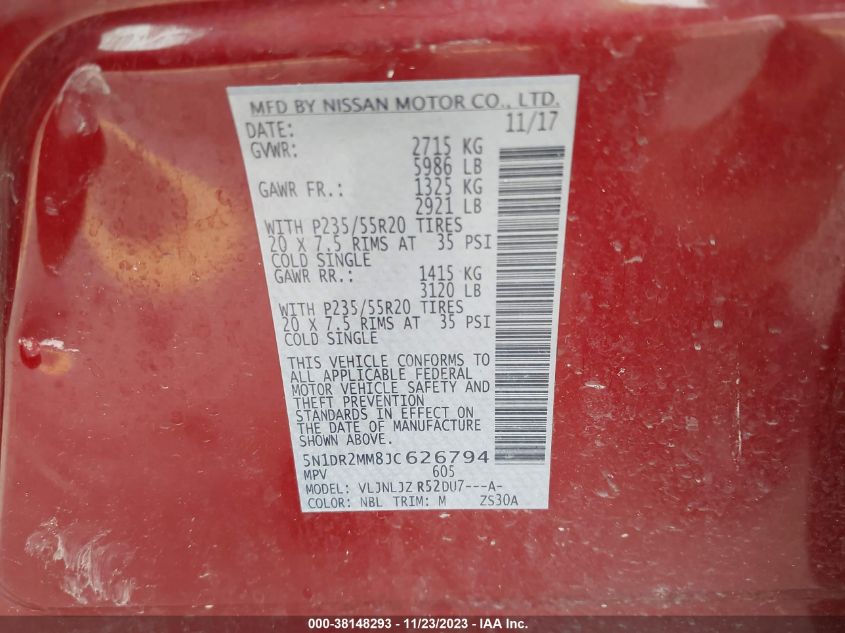 MFD BY NISSAN MOTOR CO., LTD.
DATE: 11/17
GVWR: 2715 KG
5986 LB
GAWR FR.: 1325 KG
2921 LB
WITH P235/55R20 TIRES
20 X 7.5 RIMS AT 35 PSI
COLD SINGLE
GAWR RR.: 1415 KG
3120 LB
WITH P235/55R20 TIRES
20 X 7.5 RIMS AT 35 PSI
COLD SINGLE
THIS VEHICLE CONFORMS TO
ALL APPLICABLE FEDERAL
MOTOR VEHICLE SAFETY AND
THEFT PREVENTION
STANDARDS IN EFFECT ON
THE DATE OF MANUFACTURE
SHOWN ABOVE.
5N1DR2MM8JC626794
MPV 605
MODEL: VLJNLJZ R52DU7---A-
COLOR: NBL TRIM: M ZS30A
000-38148293 - 11/23/2023 - IAA Inc.